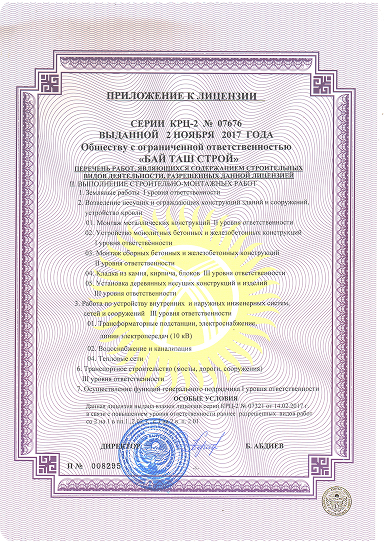 ПРИЛОЖЕНИЕ К ЛИЦЕНЗИИ
СЕРИИ КРЦ-2 № 07676
ВЫДАННОЙ 2 НОЯБРЯ 2017 ГОДА
Обществу с ограниченной ответственностью
«БАЙ ТАШ СТРОЙ»
ПЕРЕЧЕНЬ РАБОТ, ЯВЛЯЮЩИХСЯ СОДЕРЖАНИЕМ СТРОИТЕЛЬНЫХ
ВИДОВ ДЕЯТЕЛЬНОСТИ, РАЗРЕШЕННЫХ ДАННОЙ ЛИЦЕНЗИЕЙ
II. ВЫПОЛНЕНИЕ СТРОИТЕЛЬНО-МОНТАЖНЫХ РАБОТ
1. Земляные работы I уровня ответственности
2. Возведение несущих и ограждающих конструкций зданий и сооружений,
устройство кровли
01. Монтаж металлических конструкций II уровня ответственности
02. Устройство монолитных бетонных и железобетонных конструкций
I уровня ответственности
03. Монтаж сборных бетонных и железобетонных конструкций
II уровня ответственности
04. Кладка из камня, кирпича, блоков III уровня ответственности
05. Установка деревянных несущих конструкций и изделий
III уровня ответственности
3. Работа по устройству внутренних и наружных инженерных систем,
сетей и сооружений III уровня ответственности
01. Трансформаторные подстанции, электроснабжение,
линии электропередач (10 кВ)
02. Водоснабжение и канализация
04. Тепловые сети
6. Транспортное строительство (мосты, дороги, сооружения)
III уровня ответственности
7. Осуществление функций генерального подрядчика I уровня ответственности
ОСОБЫЕ УСЛОВИЯ
Данная лицензия выдана взамен лицензии серии КРЦ-2 № 07321 от 14.02.2017 г.
в связи с повышением уровня ответственности ранее разрешенных видов работ
со 2 на 1 в
ДИРЕКТОР Б. АБДИЕВ
П № 008295